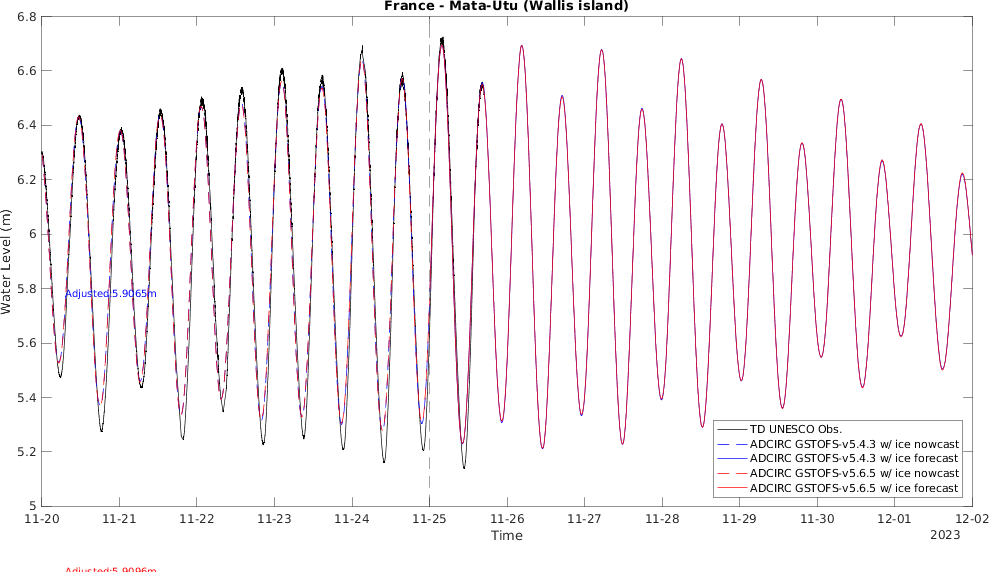 France - Mata-Utu (Wallis island)
6.8
6.6
6.4
6.2
6
5.8
5.6
5.4
5.2
5
Water Level (m)
Adjusted:5.9065m
TD UNESCO Obs.
ADCIRC GSTOFS-v5.4.3 w/ ice nowcast
ADCIRC GSTOFS-v5.4.3 w/ ice forecast
ADCIRC GSTOFS-v5.6.5 w/ ice nowcast
ADCIRC GSTOFS-v5.6.5 w/ ice forecast
11-20 11-21 11-22 11-23 11-24 11-25 11-26 11-27 11-28 11-29 11-30 12-01 12-02
Time
2023
Adjusted:5.9096m